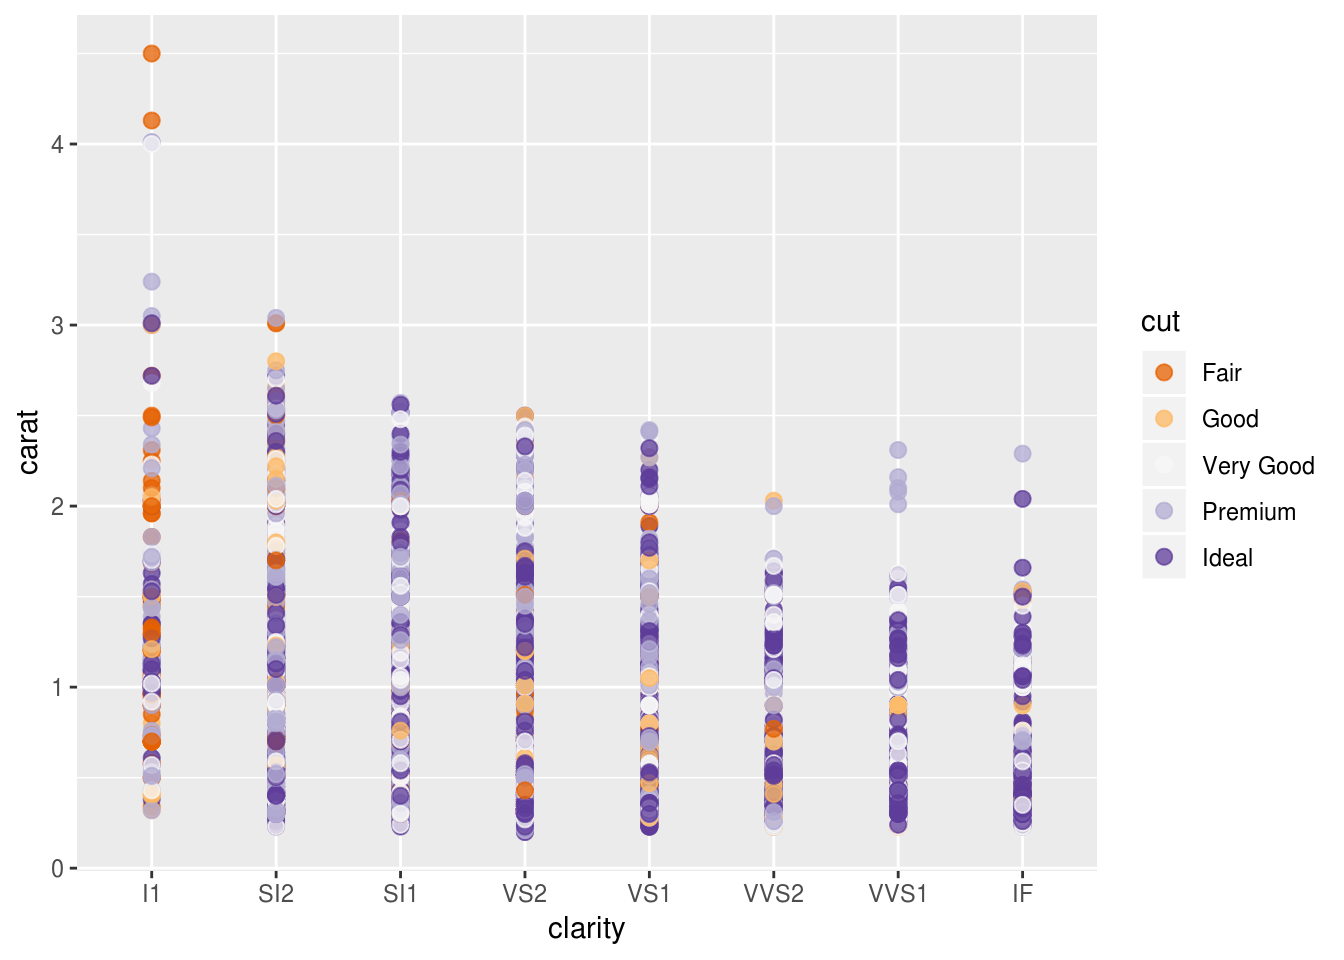 carat
4
3
2
1
0
I1 SI2 SI1 VS2 VS1 VVS2 VVS1 IF
clarity
cut
Fair
Good
Very Good
Premium
Ideal